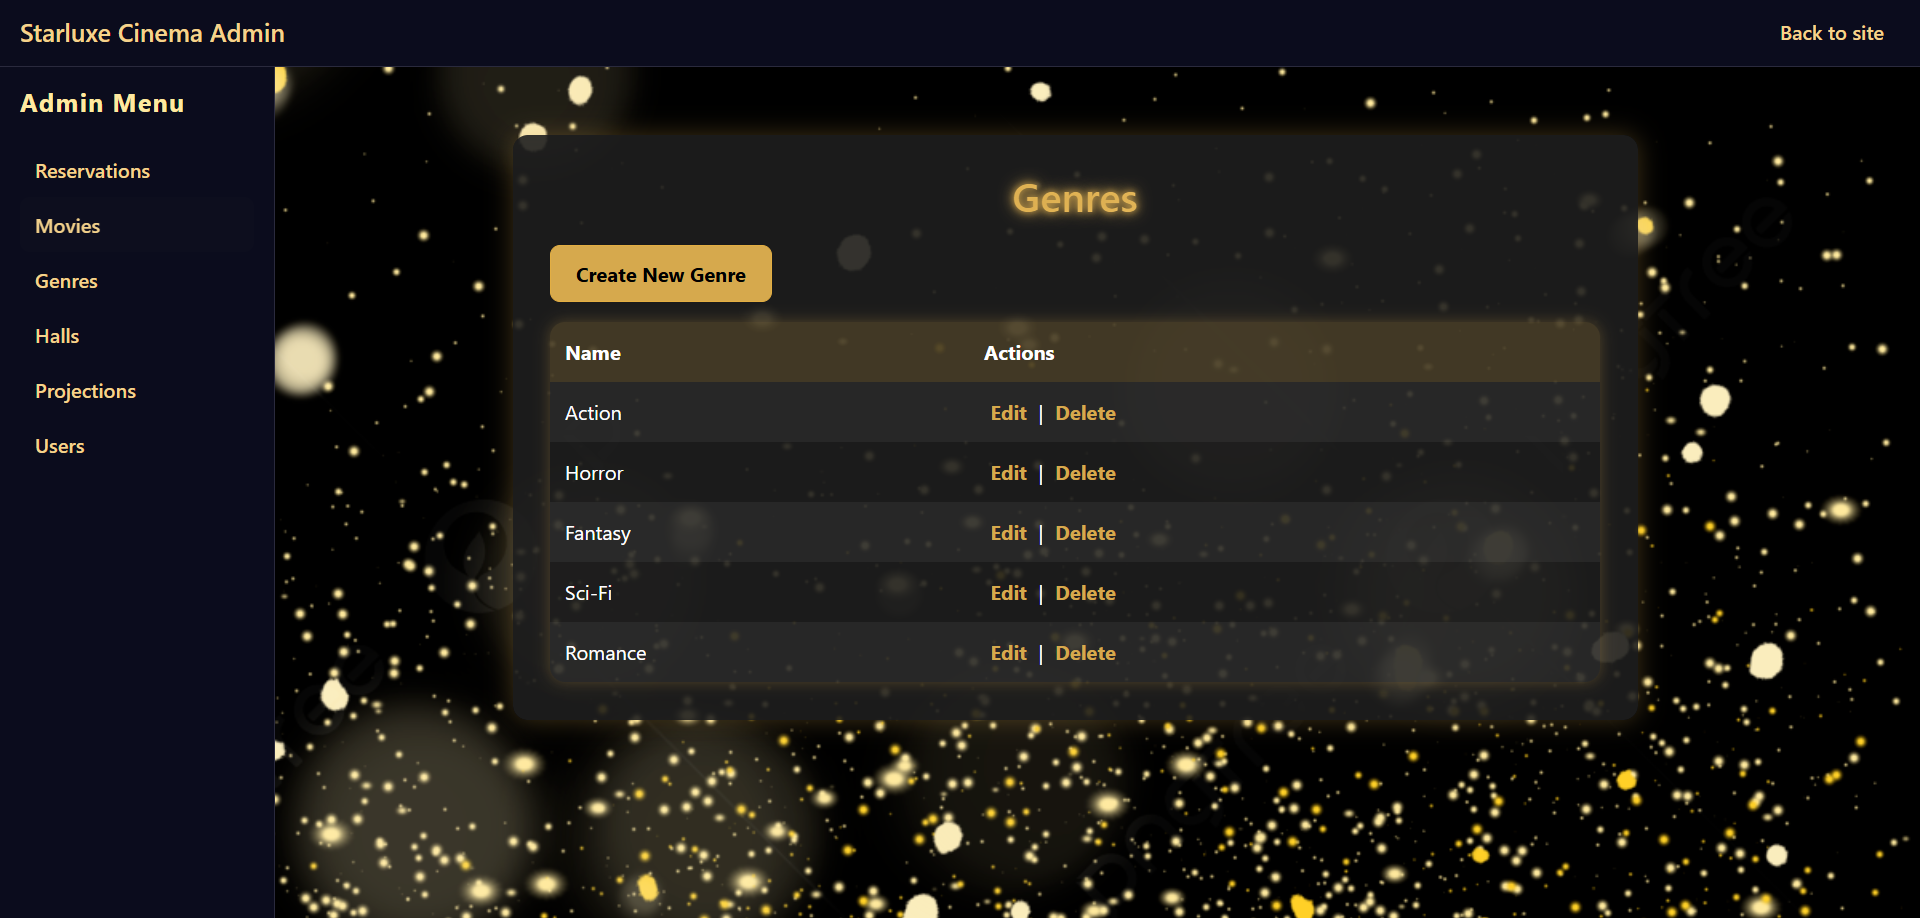 Starluxe Cinema Admin
Back to site
Admin Menu
Reservations
Movies
Genres
Halls
Projections
Users
Genres
Create New Genre
Name Actions
Action Edit | Delete
Horror Edit | Delete
Fantasy Edit | Delete
Sci-Fi Edit | Delete
Romance Edit | Delete